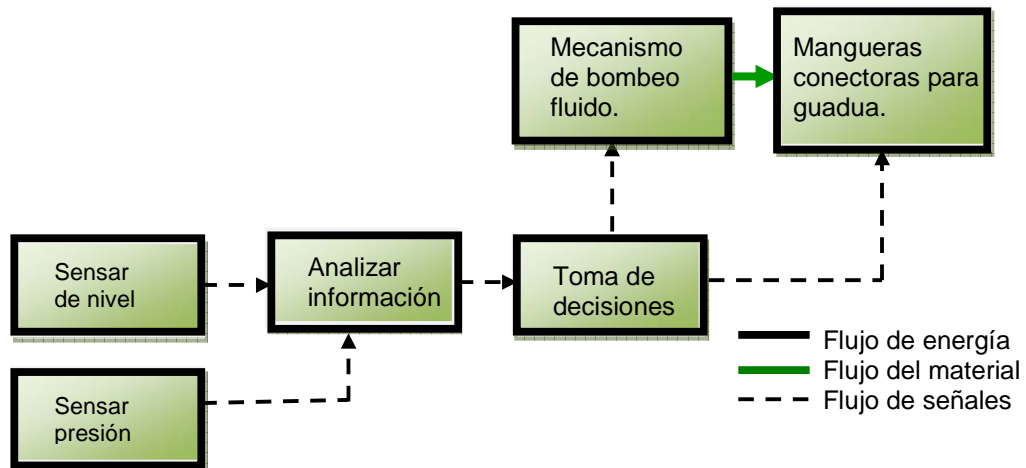 Mecanismo
de bombeo
fluido.
Mangueras
conectoras para
guadua.
Sensar
de nivel
Analizar
información
Toma de
decisiones
Sensar
presión
Flujo de energía
Flujo del material
Flujo de señales